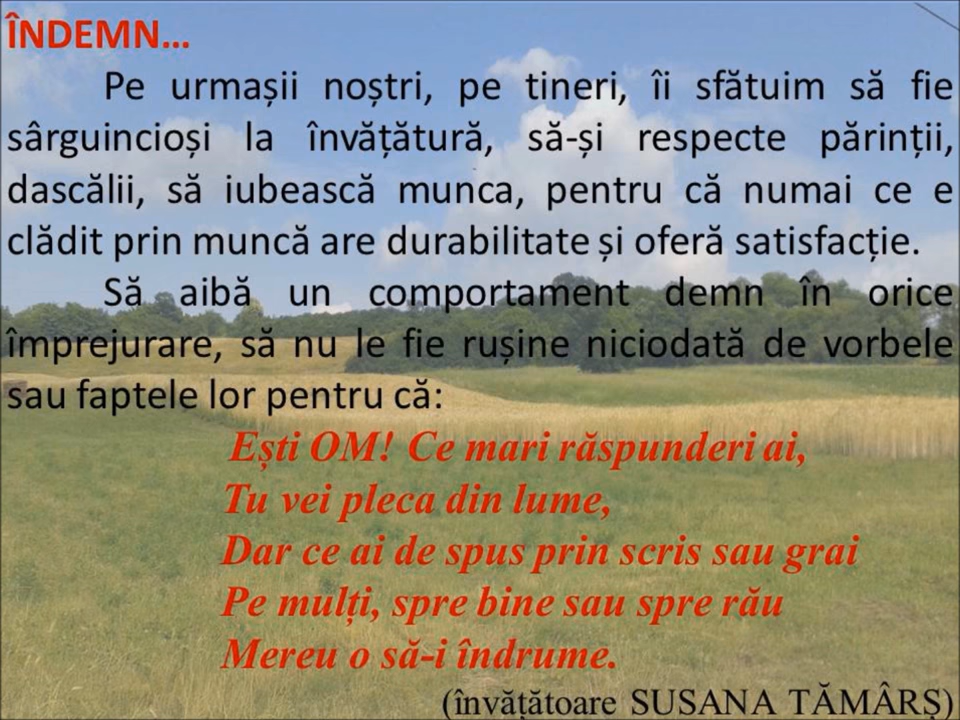 ÎNDEMN...
Pe urmașii noștri, pe tineri, îi sfătuim să fie
sârguincioși la învățătură, să-și respecte părinții,
dascălii, să iubească munca, pentru că numai ce e
clădit prin muncă are durabilitate și oferă satisfacție.
Să aibă un comportament demn în orice
împrejurare, să nu le fie rușine niciodată de vorbele
sau faptele lor pentru că:
Ești OM! Ce mari răspunderi ai,
Tu vei pleca din lume,
Dar ce ai de spus prin scris sau grai
Pe mulți, spre bine sau spre rău
Mereu o să-i îndrume.
(învățătoare SUSANA TĂMÂRȘ)